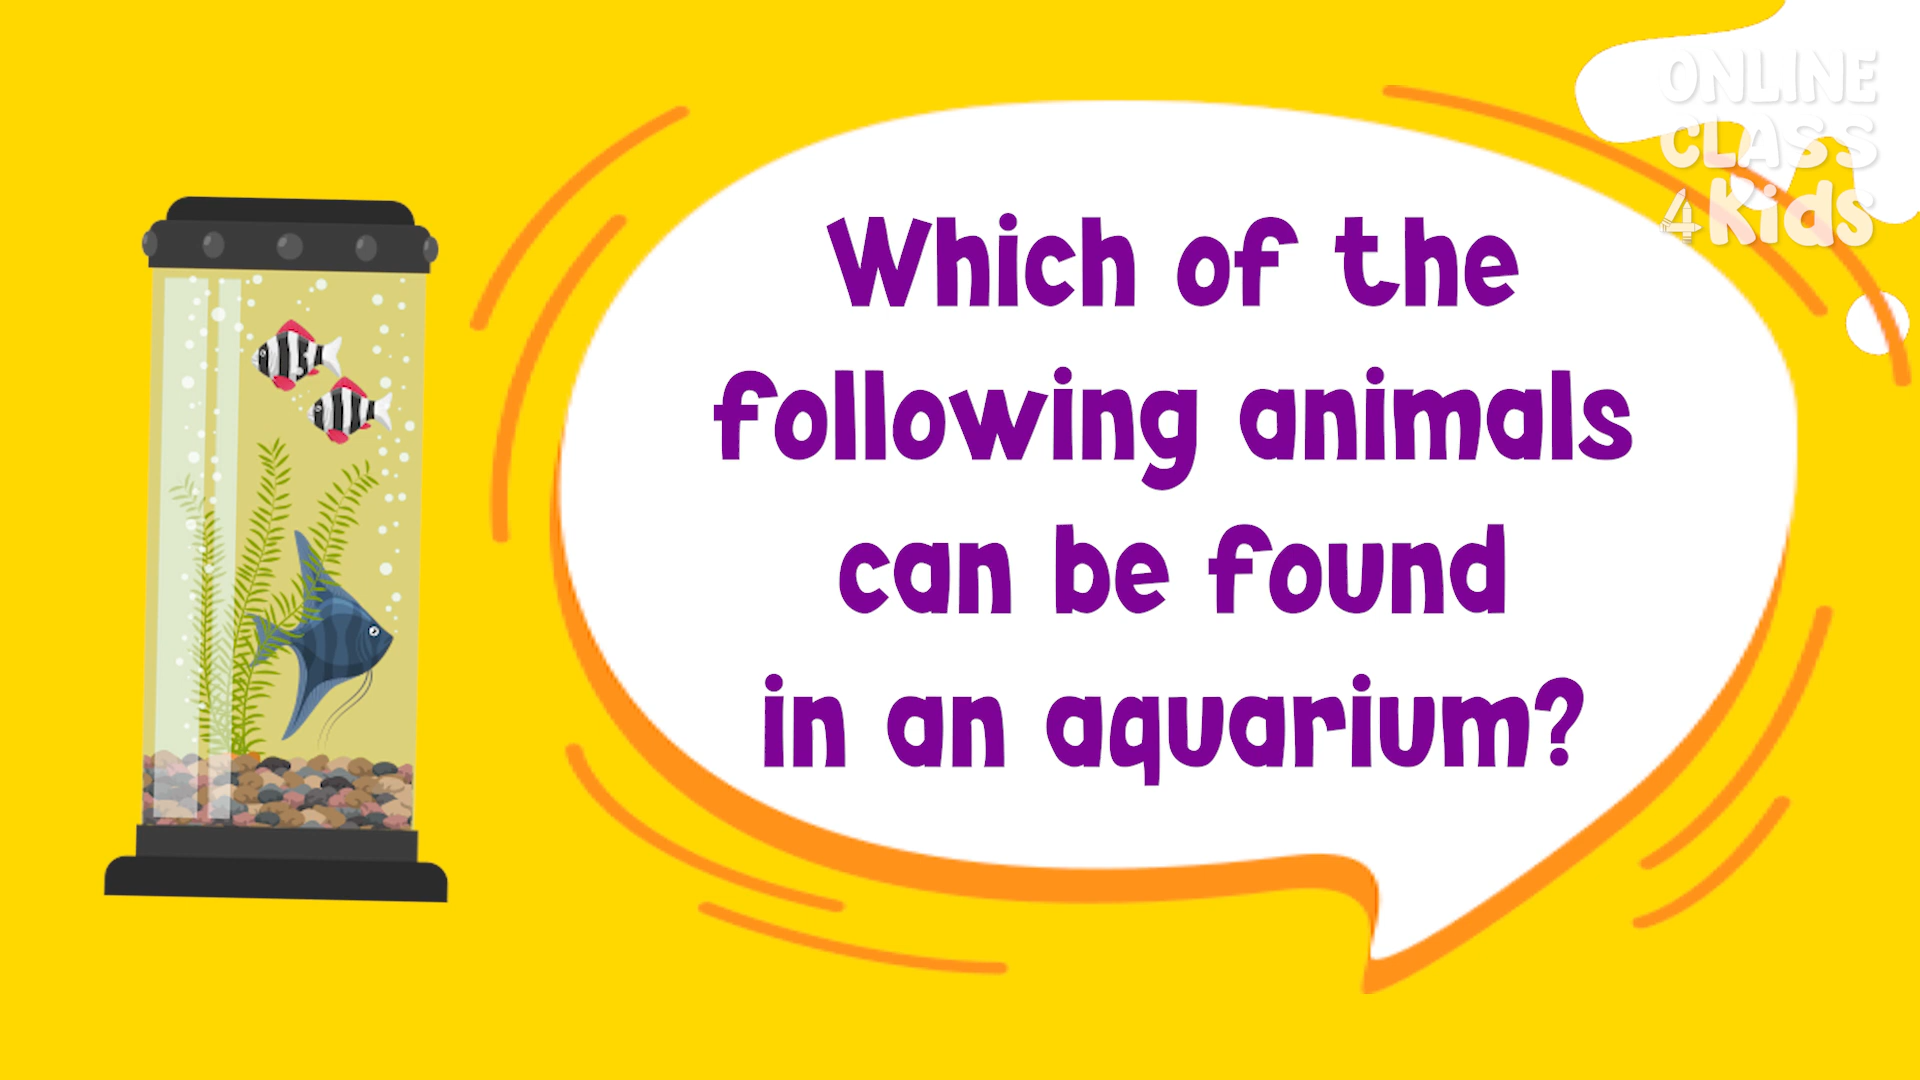 ONLINE
CLASS
4Kids
Which of the
following animals
can be found
in an aquarium?